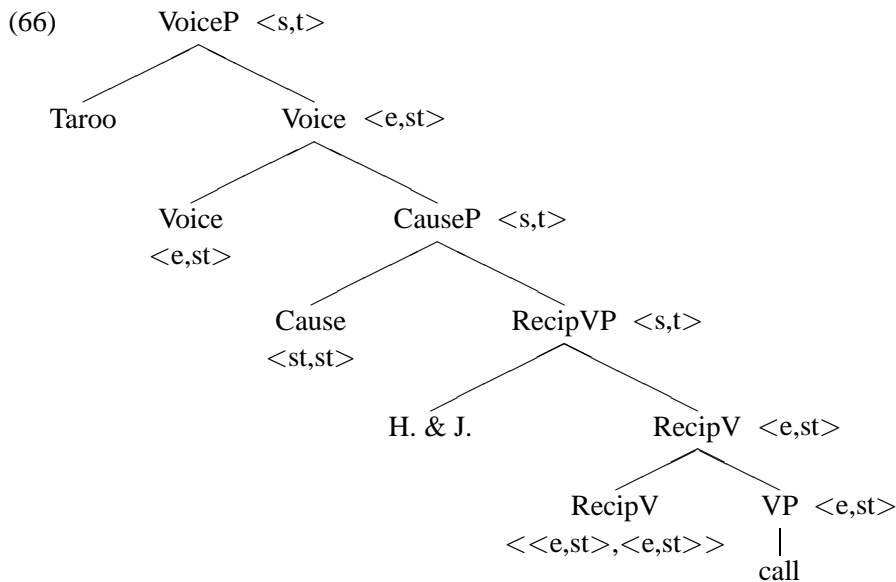 (66) VoiceP <s,t>
Taroo Voice <e,st>
Voice CauseP <s,t>
<e,st>
Cause RecipVP <s,t>
<st,st>
H. & J. RecipV <e,st>
RecipV VP <e,st>
<<e,st>,<e,st>>
call